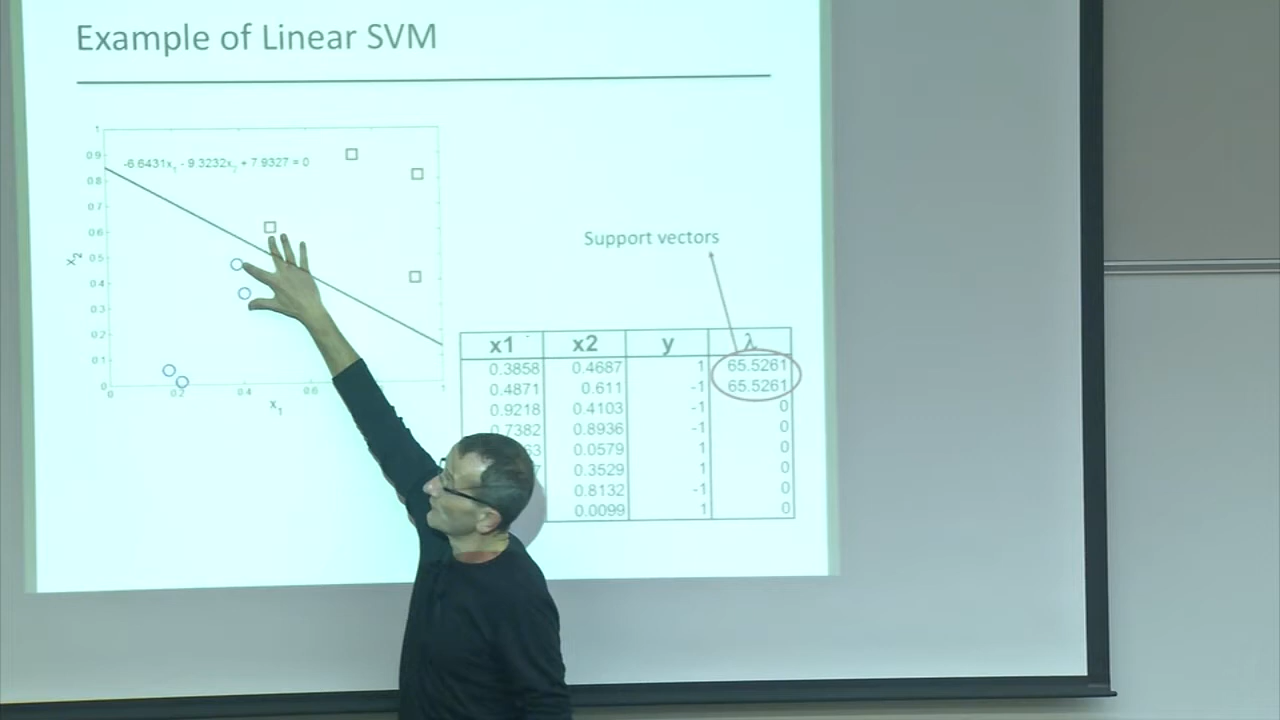 Example of Linear SVM
-6.6431x1 - 9.3232x2 + 7.9327 = 0
1
0.9
0.8
0.7
0.6
0.5
0.4
0.3
0.2
0.1
0
x2
0 0.2 0.4 0.6 1
x1
Support vectors
x1 x2 y λ
0.3858 0.4687 1 65.5261
0.4871 0.611 -1 65.5261
0.9218 0.4103 -1 0
0.7382 0.8936 -1 0
0.0579 1 0
0.3529 1 0
0.8132 -1 0
0.0099 1 0